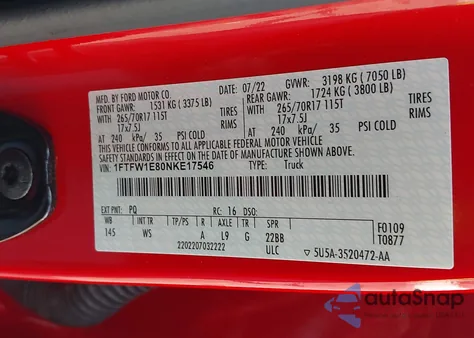 MFD. BY FORD MOTOR CO.
07/22 GVWR: 3198 KG ( 7050 LB)
FRONT GAWR: 1531 KG ( 3375 LB) REAR GAWR: 1724 KG ( 3800 LB)
WITH 265/70R17 115T TIRES WITH 265/70R17 115T TIRES
17x7.5J RIMS 17x7.5J RIMS
AT 240 kPa/ 35 PSI COLD AT 240 kPa/ 35 PSI COLD
THIS VEHICLE CONFORMS TO ALL APPLICABLE FEDERAL MOTOR VEHICLE
SAFETY AND THEFT PREVENTION STANDARDS IN EFFECT ON THE DATE OF MANUFACTURE SHOWN ABOVE.
VIN: 1FTFW1E80NKE17546 TYPE: Truck
EXT PNT: PQ RC: 16 DSO: F0109
WB TP/PS R AXLE TR SPR T0877
145 WS A L9 G 22BB
2202207032222 ULC 5U5A-3520472-AA
autoSnap